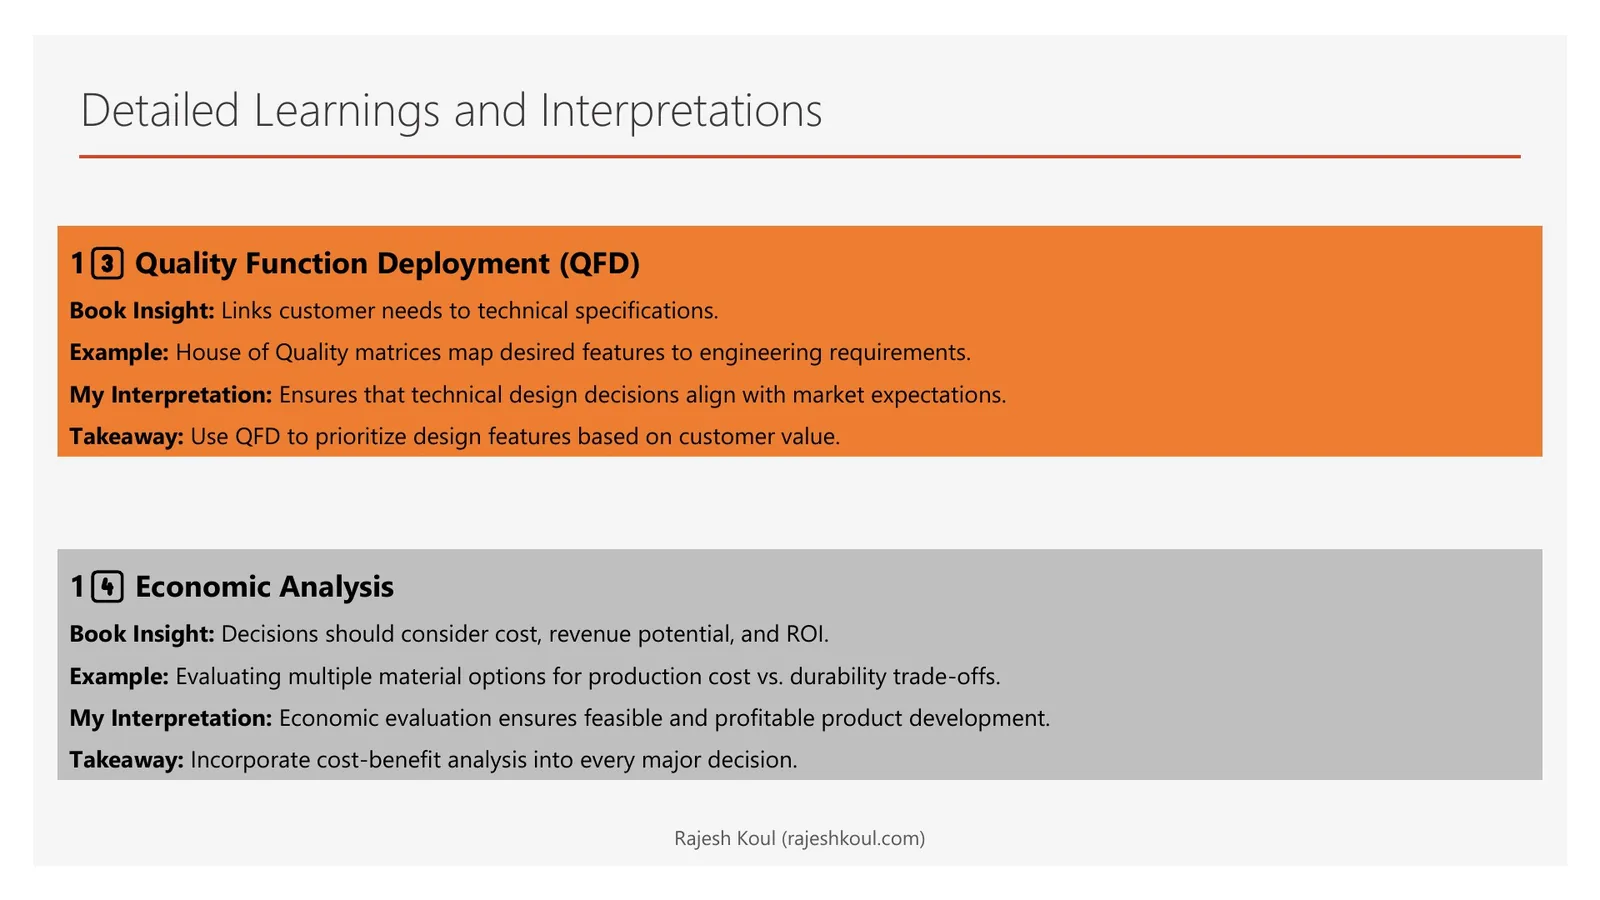 Detailed Learnings and Interpretations
13️⃣ Quality Function Deployment (QFD)
Book Insight: Links customer needs to technical specifications.
Example: House of Quality matrices map desired features to engineering requirements.
My Interpretation: Ensures that technical design decisions align with market expectations.
Takeaway: Use QFD to prioritize design features based on customer value.
14️⃣ Economic Analysis
Book Insight: Decisions should consider cost, revenue potential, and ROI.
Example: Evaluating multiple material options for production cost vs. durability trade-offs.
My Interpretation: Economic evaluation ensures feasible and profitable product development.
Takeaway: Incorporate cost-benefit analysis into every major decision.
Rajesh Koul (rajeshkoul.com)